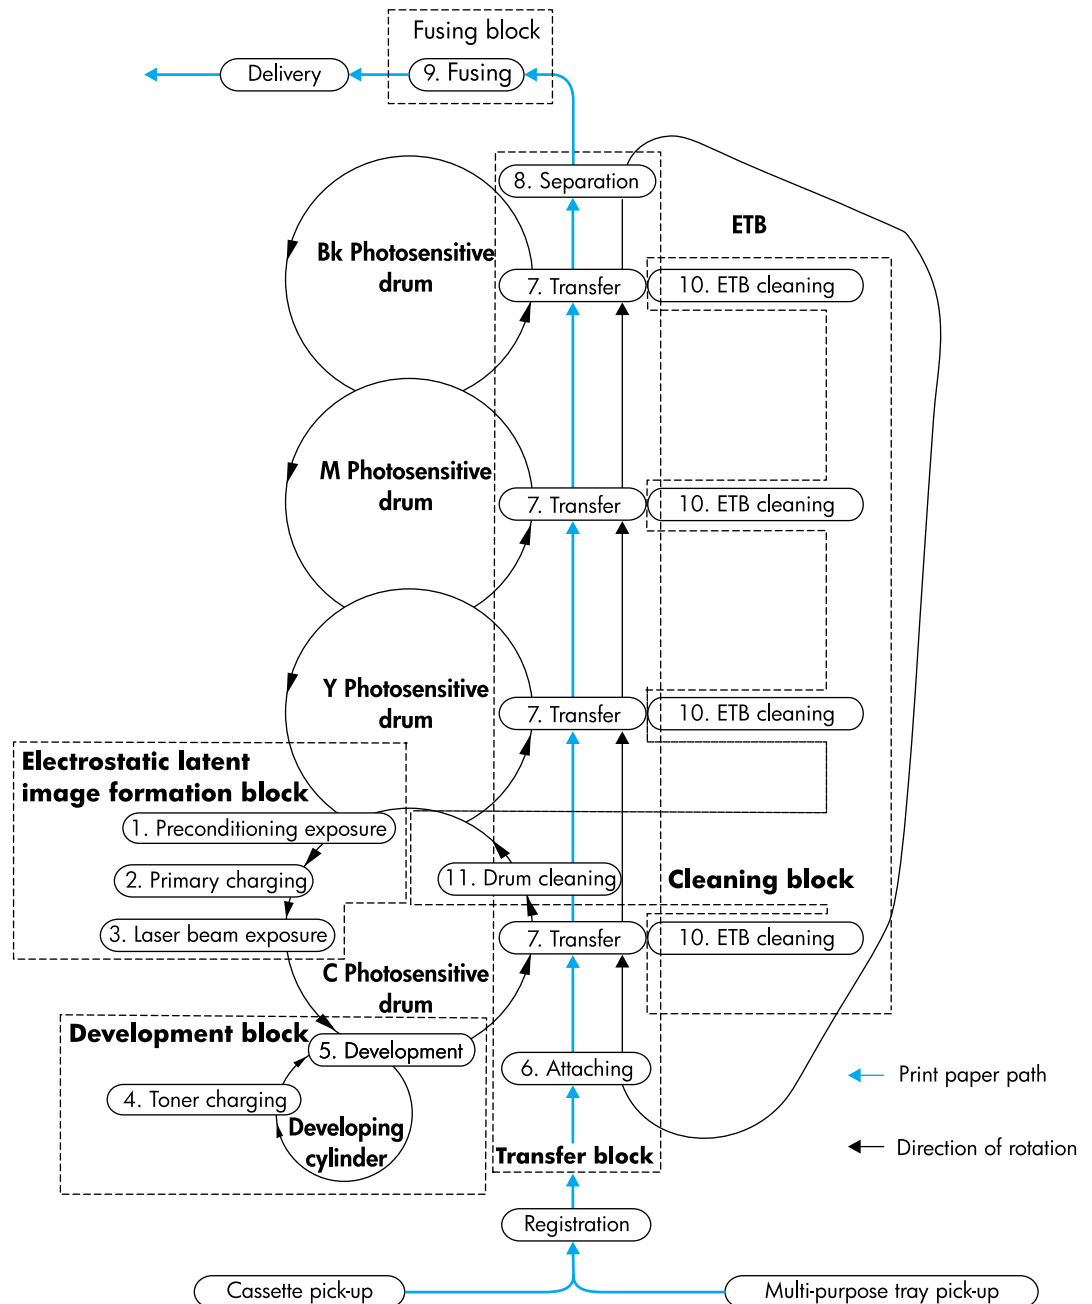 Fusing block
Delivery
9. Fusing
8. Separation
ETB
Bk Photosensitive
drum
7. Transfer
10. ETB cleaning
M Photosensitive
drum
7. Transfer
10. ETB cleaning
Y Photosensitive
drum
7. Transfer
10. ETB cleaning
Electrostatic latent
image formation block
1. Preconditioning exposure
2. Primary charging
11. Drum cleaning
Cleaning block
3. Laser beam exposure
7. Transfer
10. ETB cleaning
C Photosensitive
drum
Development block
5. Development
6. Attaching
Print paper path
4. Toner charging
Developing
cylinder
Transfer block
Direction of rotation
Registration
Cassette pick-up
Multi-purpose tray pick-up